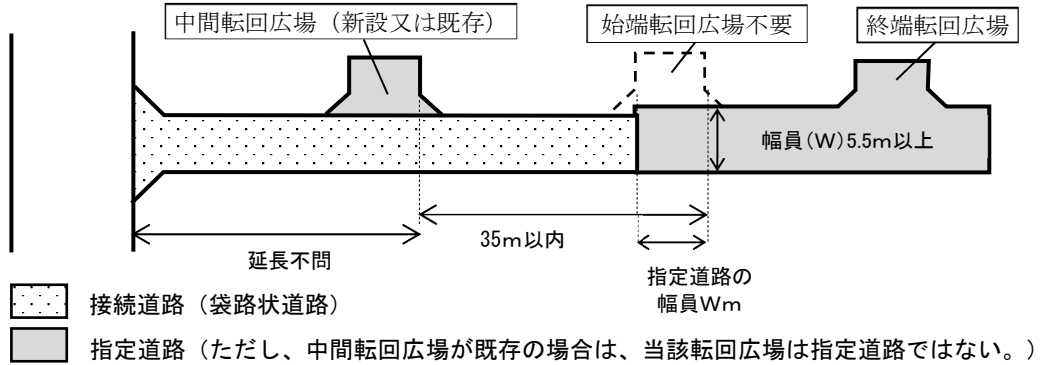 中間転回広場（新設又は既存）
始端転回広場不要
終端転回広場
幅員(W)5.5m以上
35m以内
延長不問
指定道路の
幅員Wm
接続道路（袋路状道路）
指定道路（ただし、中間転回広場が既存の場合は、当該転回広場は指定道路ではない。）